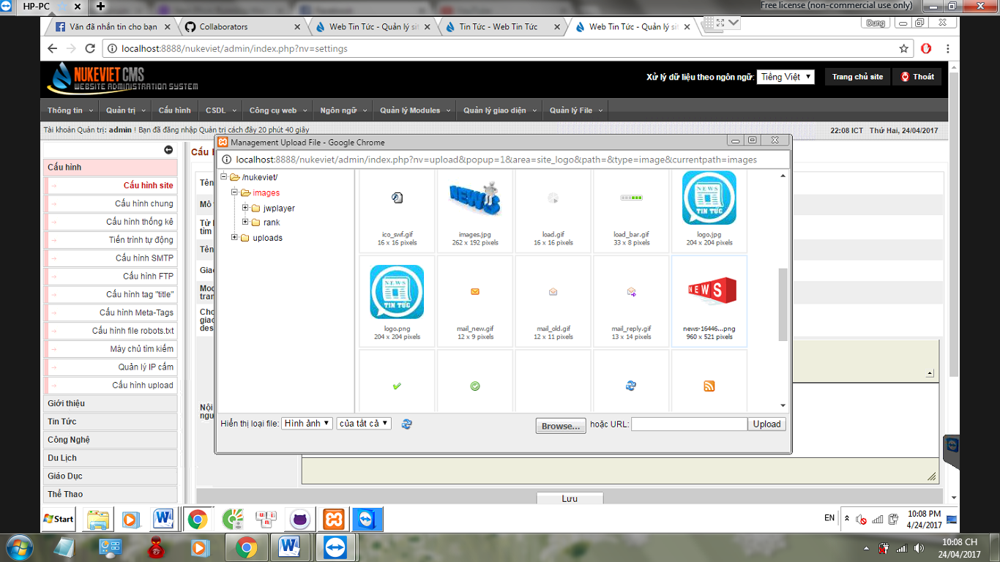 HP-PC
Free license (non-commercial use only)
Văn đã nhắn tin cho bạn
Collaborators
Web Tin Tức - Quản lý sit
Tin Tức - Web Tin Tức
Web Tin Tức - Quản lý sit
Dung
localhost:8888/nukeviet/admin/index.php?nv=settings
NUKEVIET CMS
WEBSITE ADMINISTRATION SYSTEM
Xử lý dữ liệu theo ngôn ngữ: Tiếng Việt
Trang chủ site
Thoát
Thông tin
Quản trị
Cấu hình
CSDL
Công cụ web
Ngôn ngữ
Quản lý Modules
Quản lý giao diện
Quản lý File
Tài khoản Quản trị: admin ! Bạn đã đăng nhập Quản trị cách đây 20 phút 40 giây
22:08 ICT Thứ Hai, 24/04/2017
Cấu hình
Cấu hình site
Cấu hình chung
Cấu hình thống kê
Tiến trình tự động
Cấu hình SMTP
Cấu hình FTP
Cấu hình tag "title"
Cấu hình Meta-Tags
Cấu hình file robots.txt
Máy chủ tìm kiếm
Quản lý IP cấm
Cấu hình upload
Giới thiệu
Tin Tức
Công Nghệ
Du Lịch
Giáo Dục
Thể Thao
Cấu
Tên
Mô
Từ
tìm
Tên
Giao
Mod
tran
Cho
giao
des
Nội
ngư
Management Upload File - Google Chrome
localhost:8888/nukeviet/admin/index.php?nv=upload&popup=1&area=site_logo&path=&type=image&currentpath=images
/nukeviet/
images
jwplayer
rank
uploads
ico_swf.gif
16 x 16 pixels
NEWS
images.jpg
262 x 192 pixels
load.gif
16 x 16 pixels
load_bar.gif
33 x 8 pixels
NEWS
TIN TỨC
logo.jpg
204 x 204 pixels
NEWS
TIN TỨC
logo.png
204 x 204 pixels
mail_new.gif
12 x 9 pixels
mail_old.gif
12 x 11 pixels
mail_reply.gif
13 x 14 pixels
NEWS
news-16446...png
960 x 521 pixels
Hiển thị loại file: Hình ảnh
của tất cả
Browse...
hoặc URL:
Upload
Lưu
Start
EN
10:08 PM
4/24/2017
10:08 CH
24/04/2017